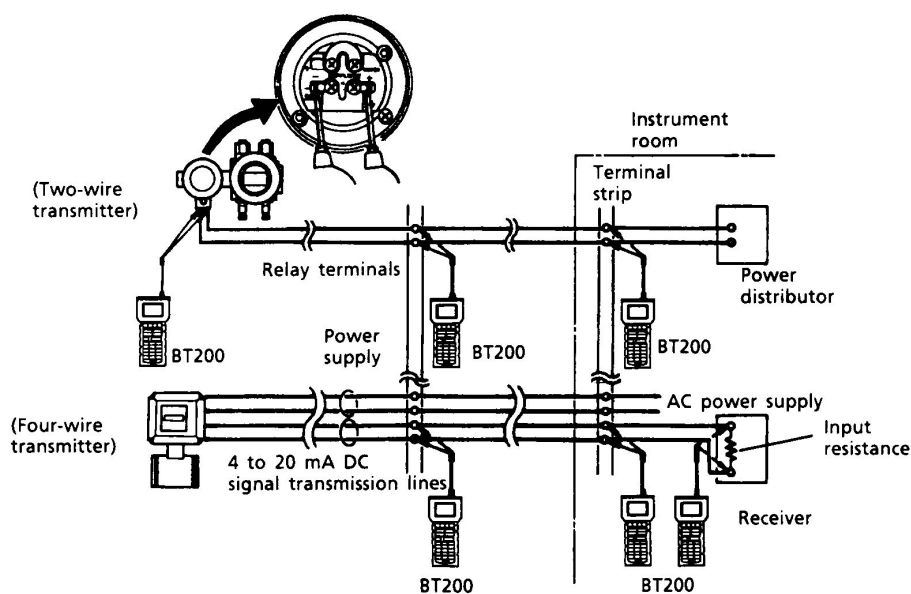 Instrument
room
Terminal
strip
(Two-wire
transmitter)
Relay terminals
Power
distributor
BT200
Power
supply
BT200
BT200
AC power supply
(Four-wire
transmitter)
Input
resistance
4 to 20 mA DC
signal transmission lines
Receiver
BT200
BT200